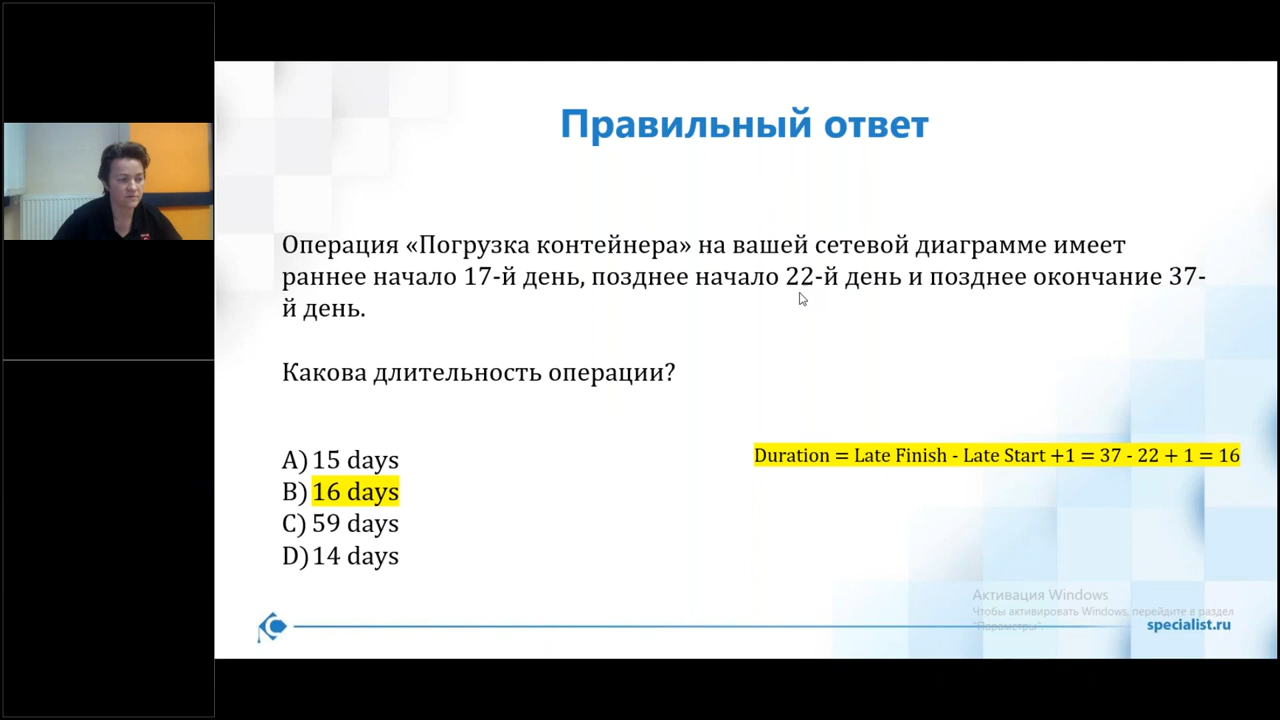 Правильный ответ
Операция «Погрузка контейнера» на вашей сетевой диаграмме имеет
раннее начало 17-й день, позднее начало 22-й день и позднее окончание 37-
й день.
Какова длительность операции?
A) 15 days
B) 16 days
C) 59 days
D) 14 days
Duration = Late Finish - Late Start +1 = 37 - 22 + 1 = 16
Активация Windows
Чтобы активировать Windows, перейдите в раздел
"Параметры".
specialist.ru